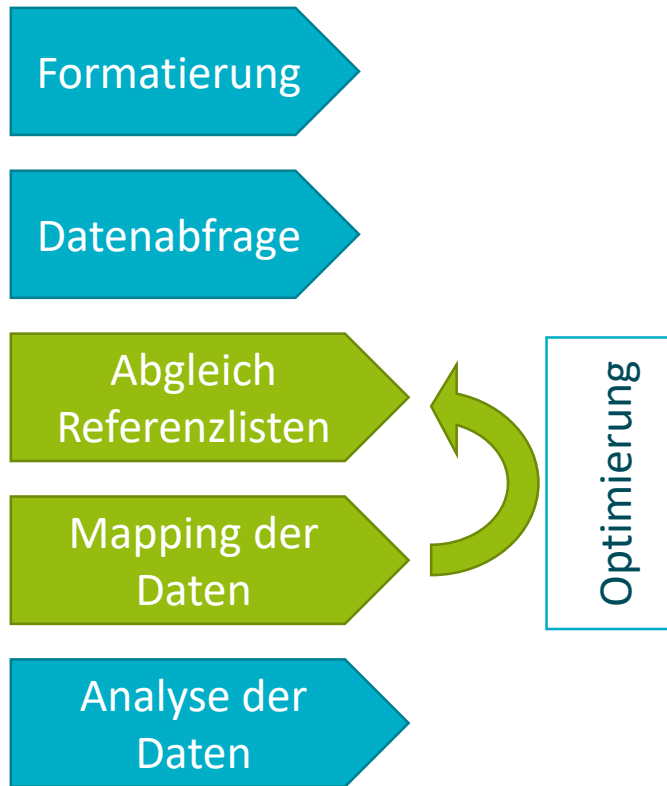 Formatierung
Datenabfrage
Abgleich
Referenzlisten
Mapping der
Daten
Optimierung
Analyse der
Daten